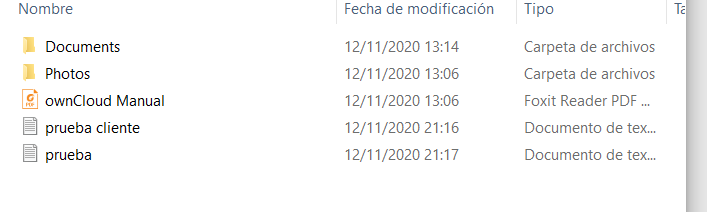 Nombre Fecha de modificación Tipo Ta
Documents 12/11/2020 13:14 Carpeta de archivos
Photos 12/11/2020 13:06 Carpeta de archivos
ownCloud Manual 12/11/2020 13:06 Foxit Reader PDF ...
prueba cliente 12/11/2020 21:16 Documento de tex...
prueba 12/11/2020 21:17 Documento de tex...